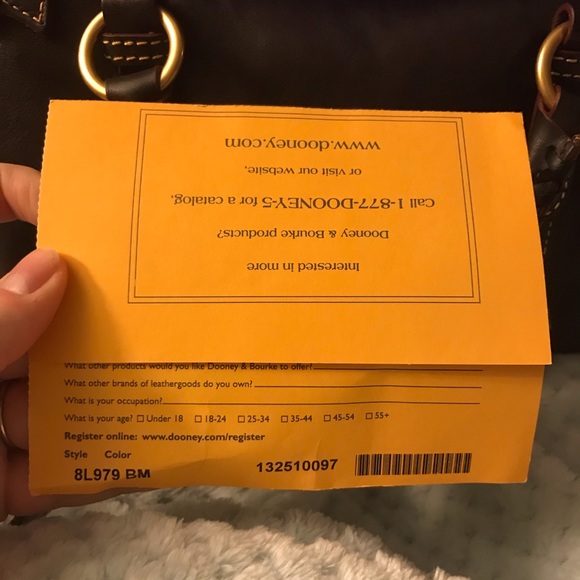 Interested in more
Dooney & Bourke products?
Call 1-877-DOONEY-5 for a catalog,
or visit our website,
www.dooney.com
What other products would you like Dooney & Bourke to offer?
What other brands of leathergoods do you own?
What is your occupation?
What is your age? ☐ Under 18 ☐ 18-24 ☐ 25-34 ☐ 35-44 ☐ 45-54 ☐ 55+
Register online: www.dooney.com/register
Style Color
8L979 BM 132510097